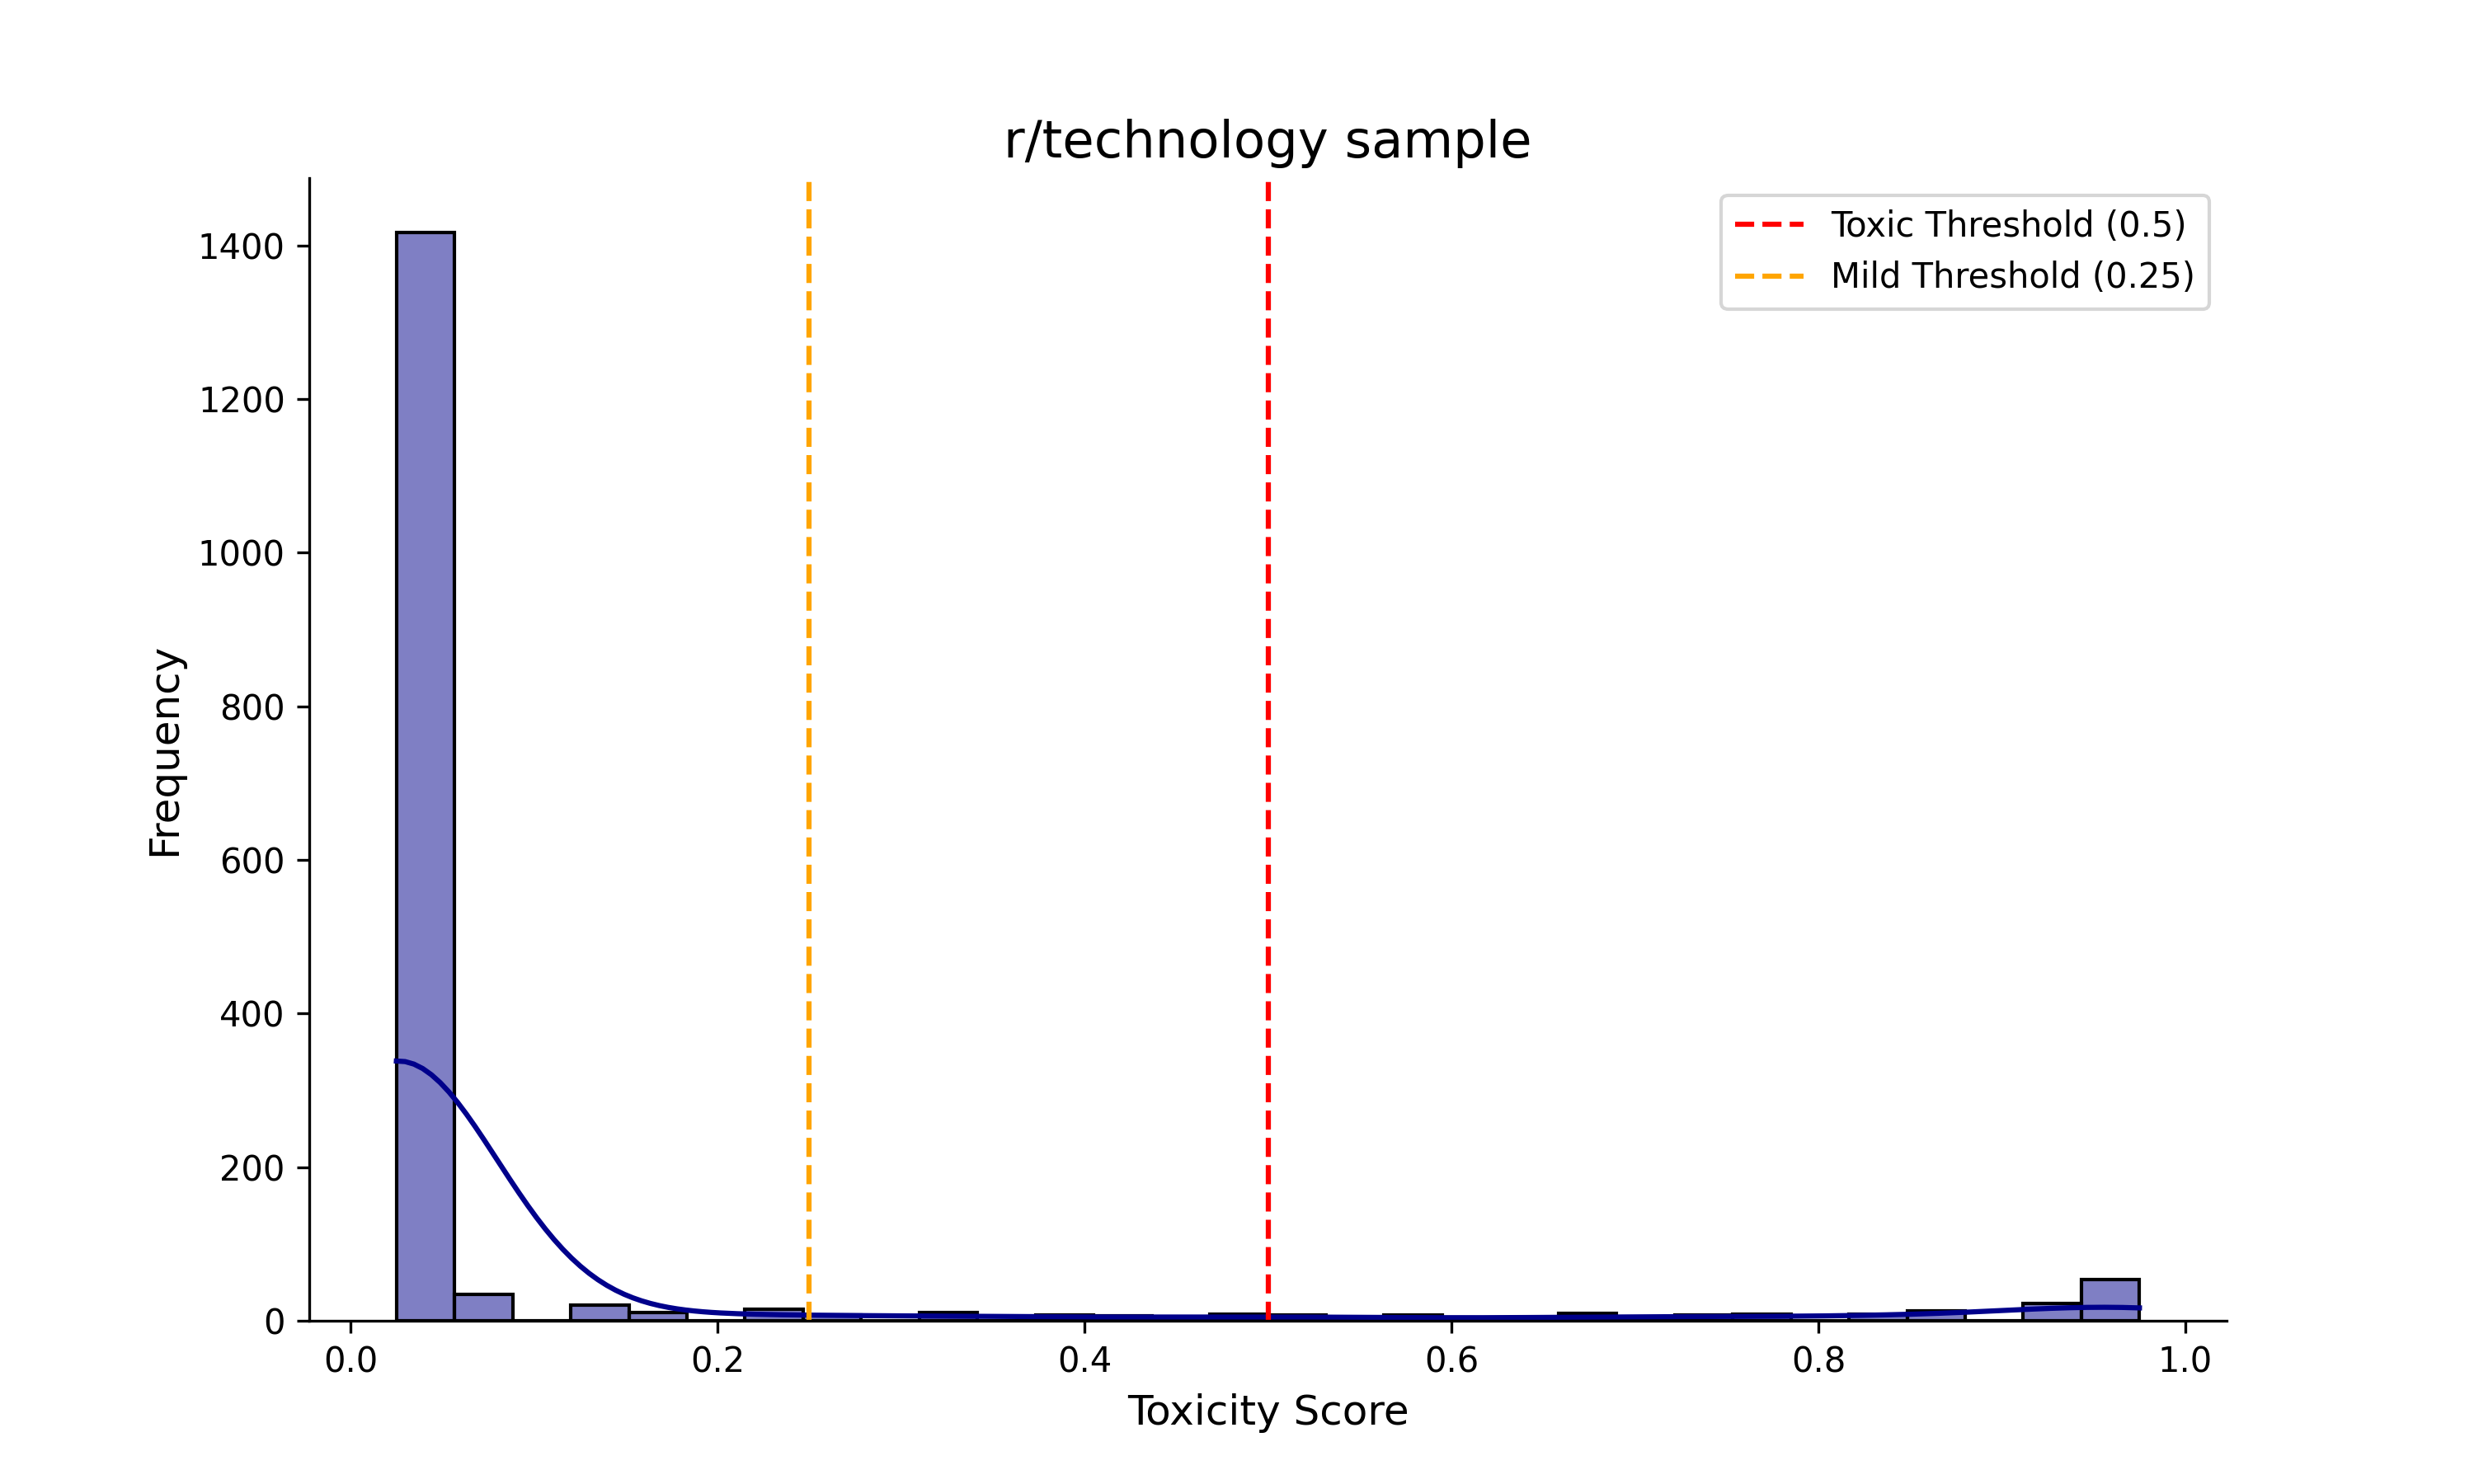 r/technology sample
Toxic Threshold (0.5)
Mild Threshold (0.25)
Frequency
1400
1200
1000
800
600
400
200
0
0.0 0.2 0.4 0.6 0.8 1.0
Toxicity Score